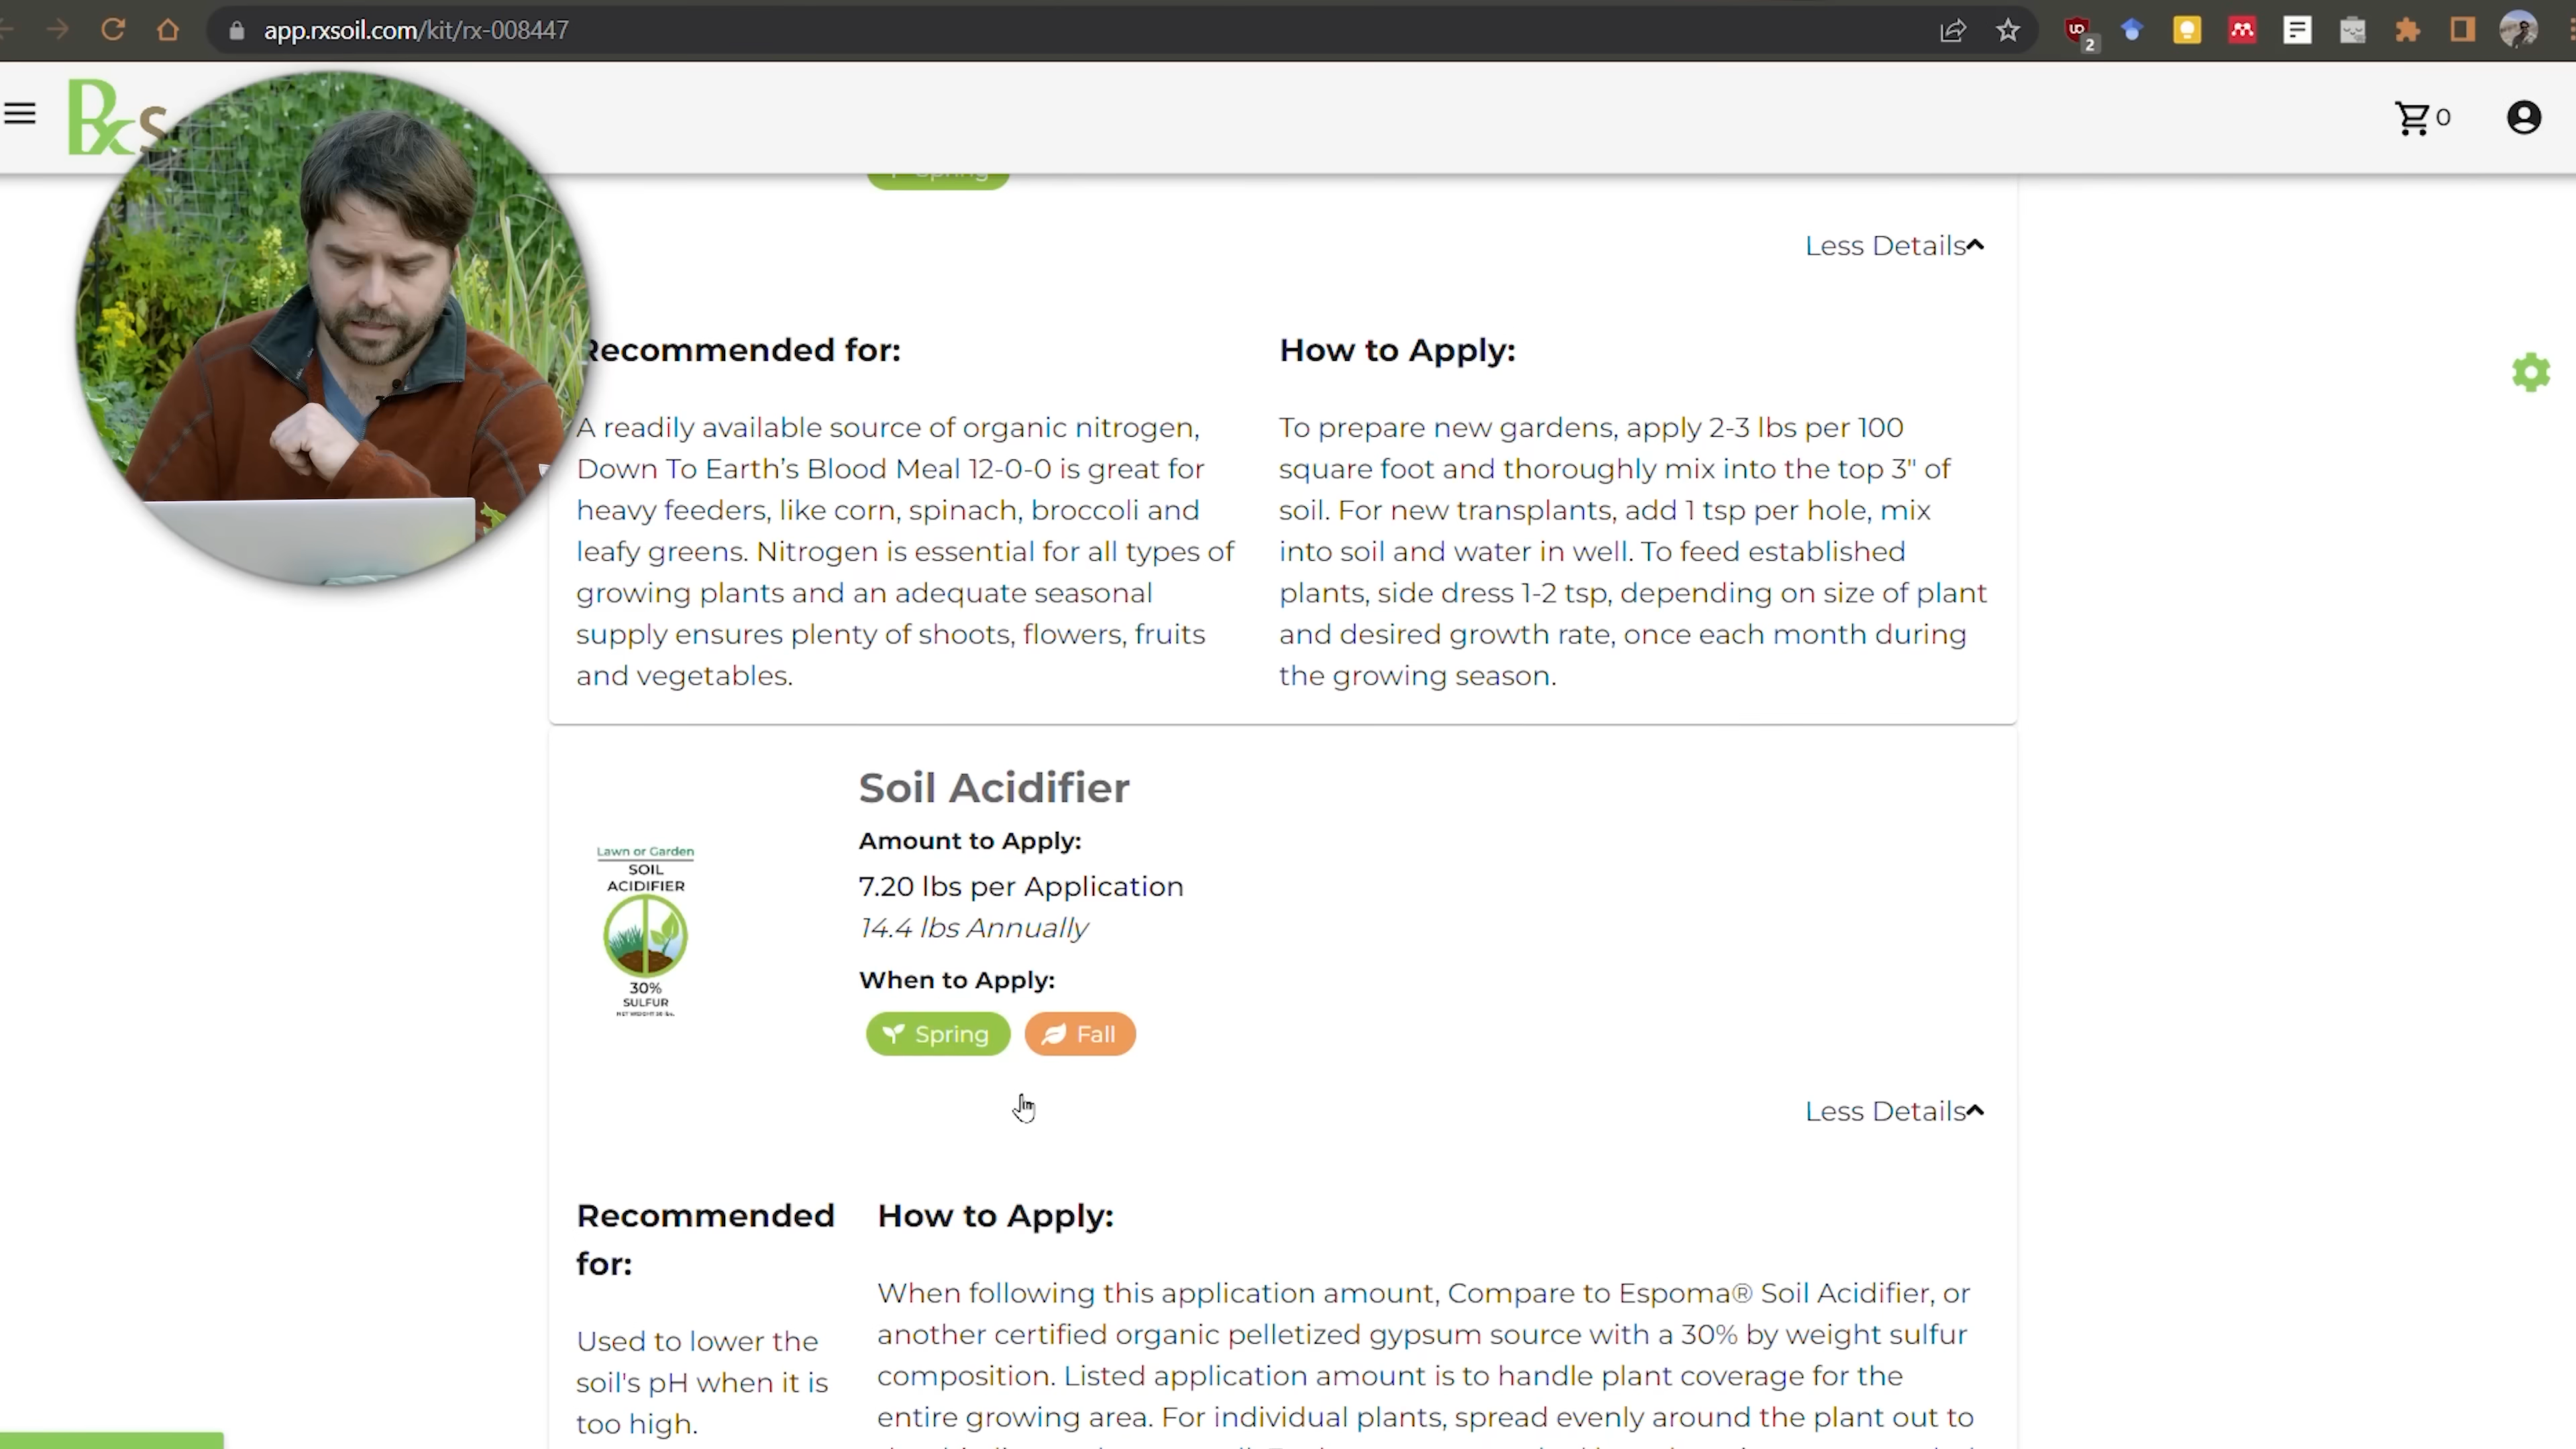 app.rxsoil.com/kit/rx-008447
2
Rx S
0
Spring
Less Details
Recommended for:
A readily available source of organic nitrogen,
Down To Earth's Blood Meal 12-0-0 is great for
heavy feeders, like corn, spinach, broccoli and
leafy greens. Nitrogen is essential for all types of
growing plants and an adequate seasonal
supply ensures plenty of shoots, flowers, fruits
and vegetables.
How to Apply:
To prepare new gardens, apply 2-3 lbs per 100
square foot and thoroughly mix into the top 3" of
soil. For new transplants, add 1 tsp per hole, mix
into soil and water in well. To feed established
plants, side dress 1-2 tsp, depending on size of plant
and desired growth rate, once each month during
the growing season.
Lawn or Garden
SOIL
ACIDIFIER
30%
SULFUR
Soil Acidifier
Amount to Apply:
7.20 lbs per Application
14.4 lbs Annually
When to Apply:
Spring Fall
Less Details
Recommended
for:
Used to lower the
soil's pH when it is
too high.
How to Apply:
When following this application amount, Compare to Espoma® Soil Acidifier, or
another certified organic pelletized gypsum source with a 30% by weight sulfur
composition. Listed application amount is to handle plant coverage for the
entire growing area. For individual plants, spread evenly around the plant out to